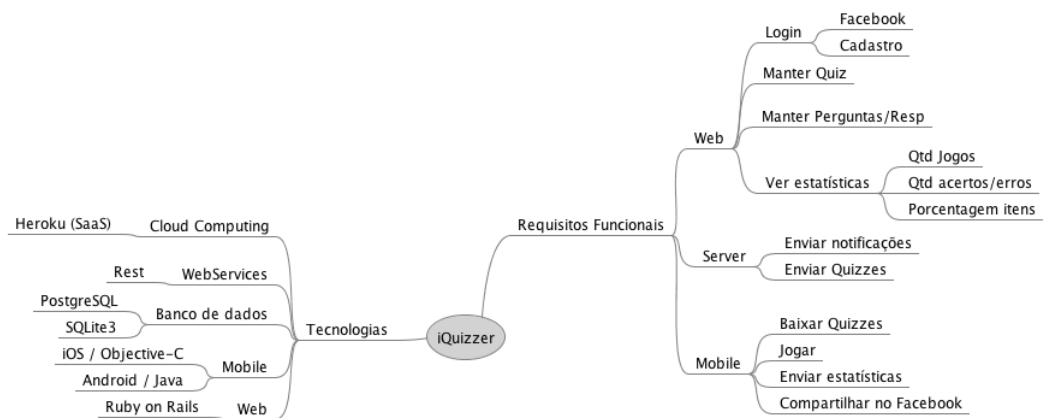 iQuizzer
Requisitos Funcionais
Web
Login
Facebook
Cadastro
Manter Quiz
Manter Perguntas/Resp
Ver estatísticas
Qtd Jogos
Qtd acertos/erros
Porcentagem itens
Server
Enviar notificações
Enviar Quizzes
Mobile
Baixar Quizzes
Jogar
Enviar estatísticas
Compartilhar no Facebook
Tecnologias
Cloud Computing
Heroku (SaaS)
WebServices
Rest
Banco de dados
PostgreSQL
SQLite3
Mobile
iOS / Objective-C
Android / Java
Web
Ruby on Rails